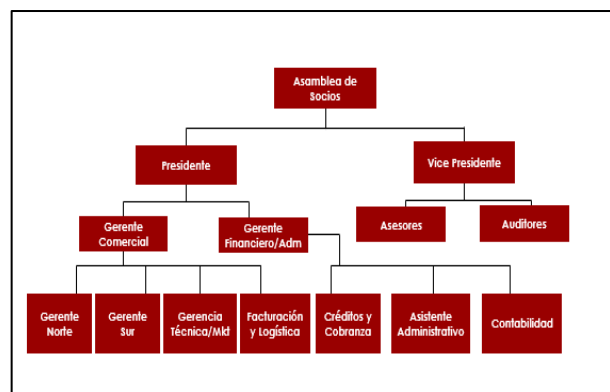 Asamblea de
Socios
Presidente
Vice Presidente
Gerente
Comercial
Gerente
Financiero/Adm
Asesores
Auditores
Gerente
Norte
Gerente
Sur
Gerencia
Técnica/Mkt
Facturación
y Logística
Créditos y
Cobranza
Asistente
Administrativo
Contabilidad